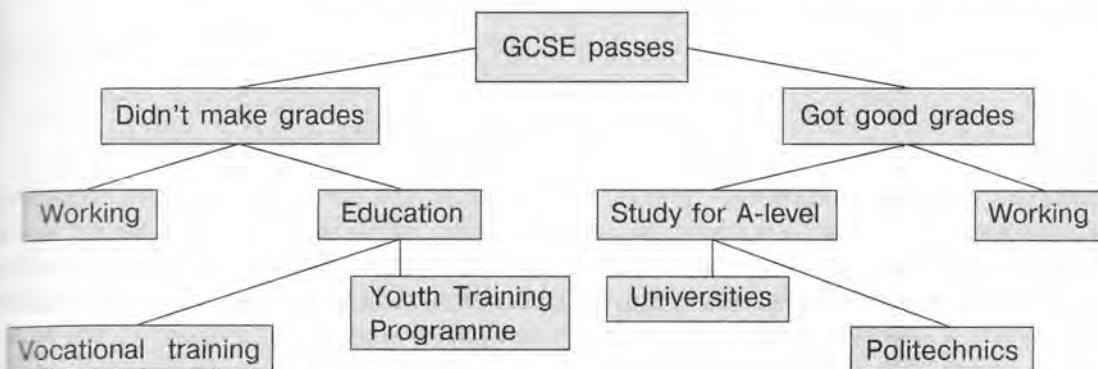 GCSE passes
Didn't make grades
Got good grades
Working
Education
Study for A-level
Working
Youth Training
Programme
Universities
Vocational training
Politechnics